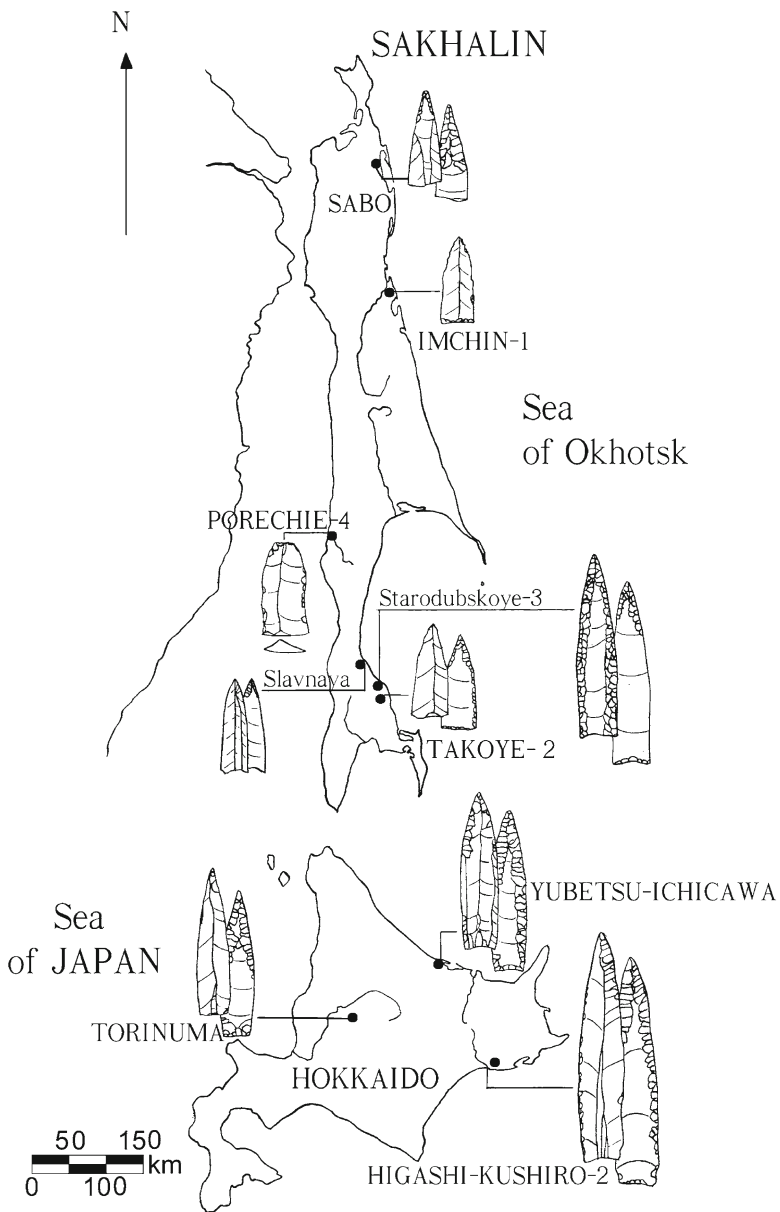 N
SAKHALIN
SABO
IMCHIN-1
Sea
of Okhotsk
PORECHIE-4
Starodubskoye-3
Slavnaya
TAKOYE-2
YUBETSU-ICHICAWA
Sea
of JAPAN
TORINUMA
HOKKAIDO
50 150
km
0 100
HIGASHI-KUSHIRO-2